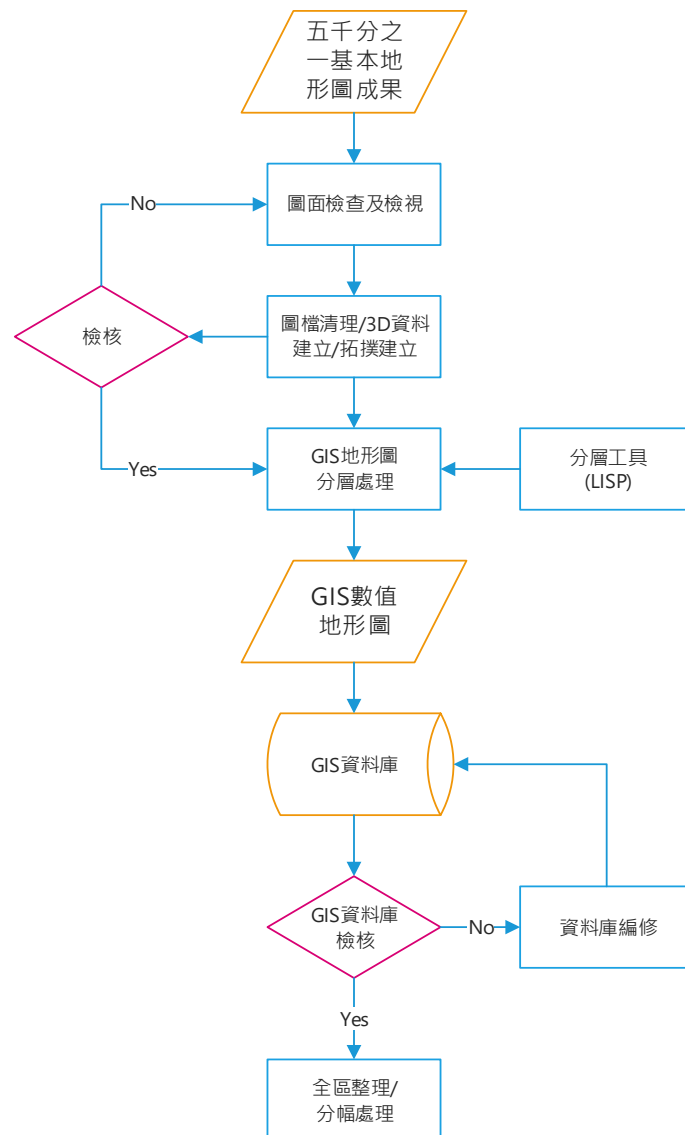 五千分之
一基本地
形圖成果
No
圖面檢查及檢視
檢核
圖檔清理/3D資料
建立/拓撲建立
Yes
GIS地形圖
分層處理
分層工具
(LISP)
GIS數值
地形圖
GIS資料庫
GIS資料庫
檢核
No
資料庫編修
Yes
全區整理/
分幅處理